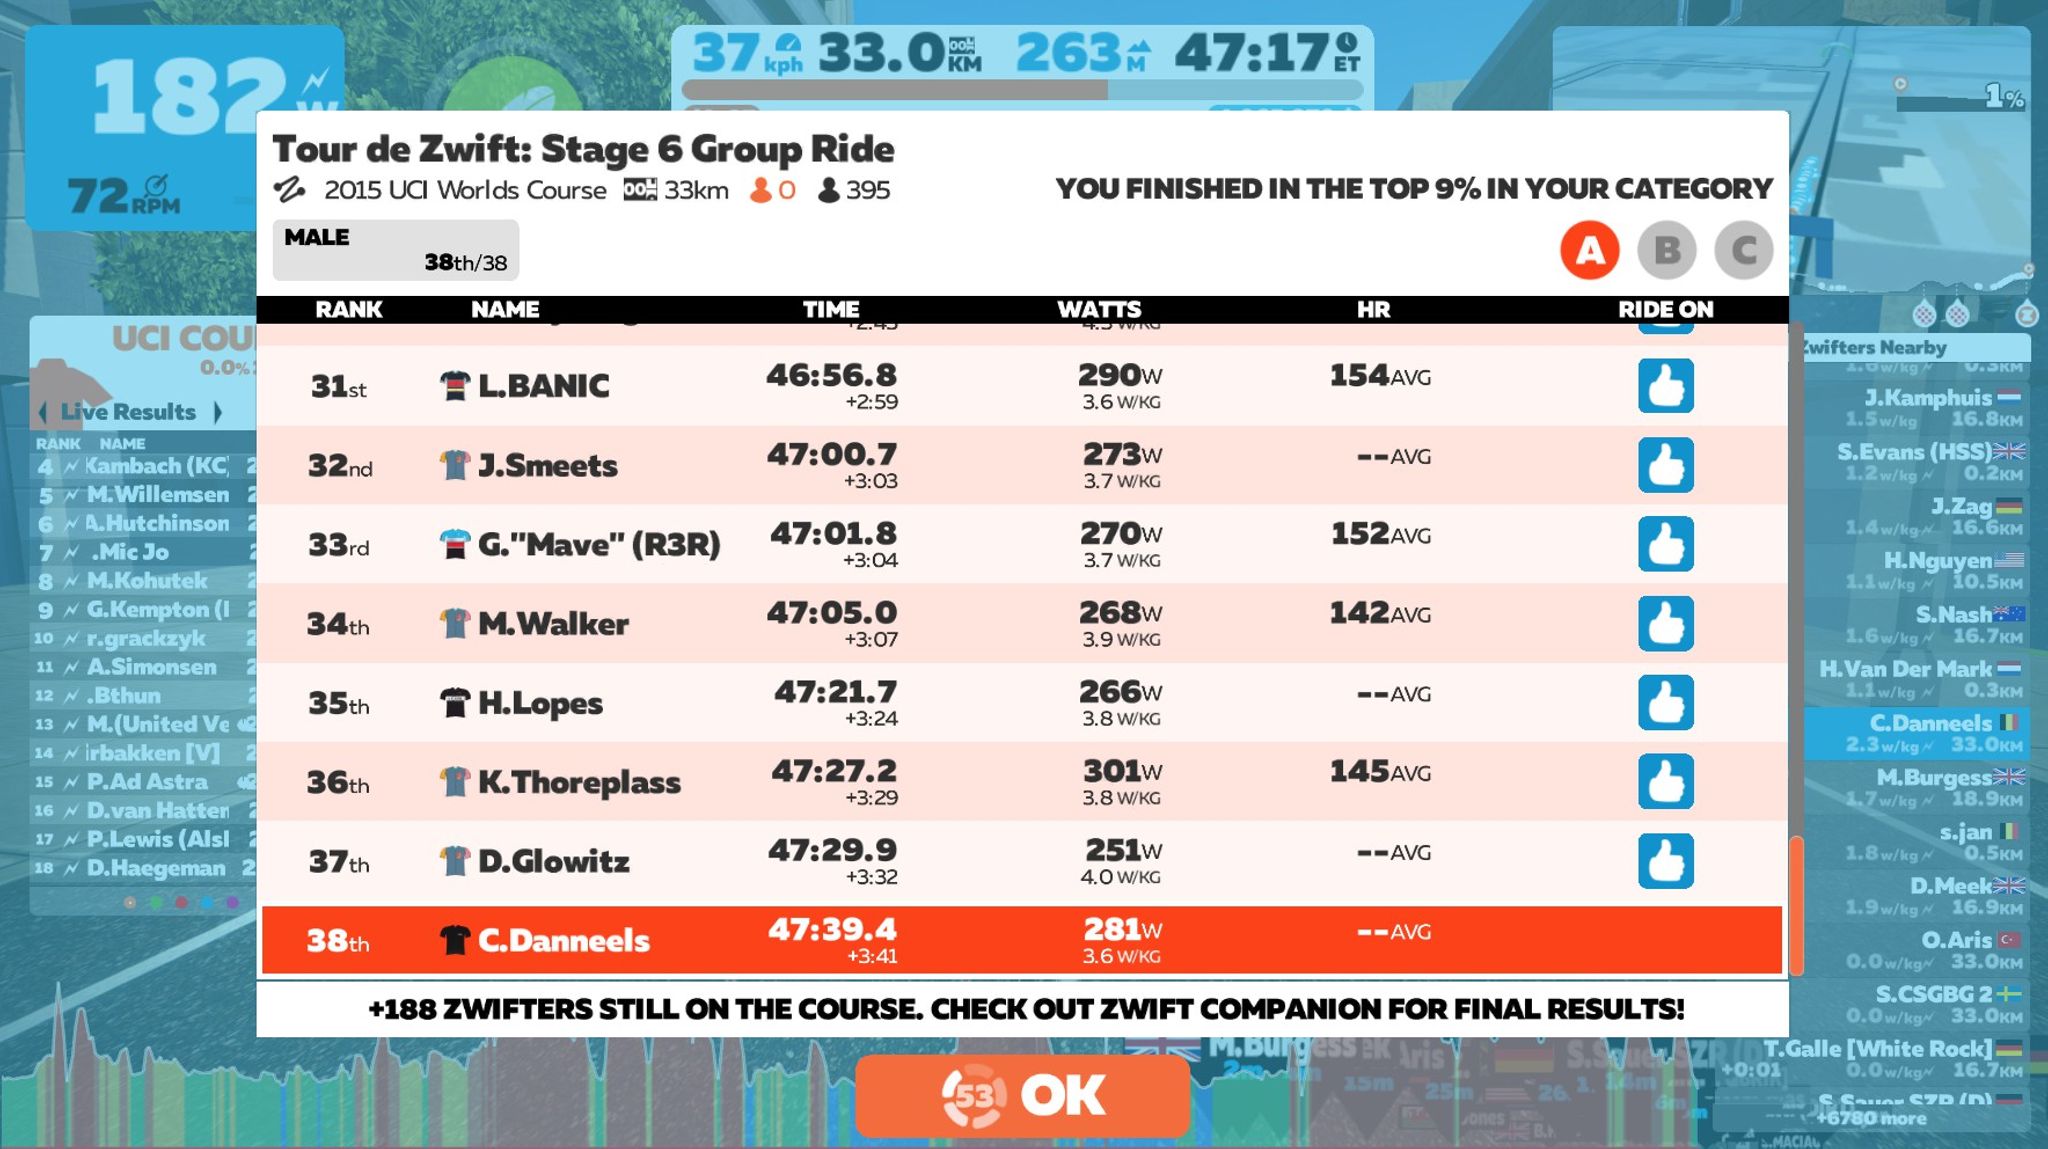 182 W
72 RPM
37 kph 33.0 KM 263 M 47:17 ET
1%
Tour de Zwift: Stage 6 Group Ride
2015 UCI Worlds Course 33km 0 395
YOU FINISHED IN THE TOP 9% IN YOUR CATEGORY
MALE
38th/38
A B C
RANK NAME TIME WATTS HR RIDE ON
31st L.BANIC 46:56.8 290W 154AVG
+2:59 3.6 W/KG
32nd J.Smeets 47:00.7 273W --AVG
+3:03 3.7 W/KG
33rd G."Mave" (R3R) 47:01.8 270W 152AVG
+3:04 3.7 W/KG
34th M.Walker 47:05.0 268W 142AVG
+3:07 3.9 W/KG
35th H.Lopes 47:21.7 266W --AVG
+3:24 3.8 W/KG
36th K.Thoreplass 47:27.2 301W 145AVG
+3:29 3.8 W/KG
37th D.Glowitz 47:29.9 251W --AVG
+3:32 4.0 W/KG
38th C.Danneels 47:39.4 281W --AVG
+3:41 3.6 W/KG
+188 ZWIFTERS STILL ON THE COURSE. CHECK OUT ZWIFT COMPANION FOR FINAL RESULTS!
53 OK
UCI COU
0.0%
Live Results
RANK NAME
4 Kambach (KC
5 M.Willemsen
6 A.Hutchinson
7 .Mic Jo
8 M.Kohutek
9 G.Kempton (
10 r.grackzyk
11 A.Simonsen
12 .Bthun
13 M.(United Ve
14 irbakken [V]
15 P.Ad Astra
16 D.van Hatter
17 P.Lewis (Alsl
18 D.Haegeman
Zwifters Nearby
J.Kamphuis
1.5w/kg 16.8KM
S.Evans (HSS)
1.2w/kg 0.2KM
J.Zag
1.4w/kg 16.6KM
H.Nguyen
1.1w/kg 10.5KM
S.Nash
1.6w/kg 16.7KM
H.Van Der Mark
1.1w/kg 0.3KM
C.Danneels
2.3w/kg 33.0KM
M.Burgess
1.7w/kg 18.9KM
s.jan
1.8w/kg 0.5KM
D.Meek
1.9w/kg 16.9KM
O.Aris
0.0w/kg 33.0KM
S.CSGBG 2
0.0w/kg 33.0KM
T.Galle [White Rock]
+0:01 0.0w/kg 16.7KM
+6780 more
M.Burgess
15m
25m